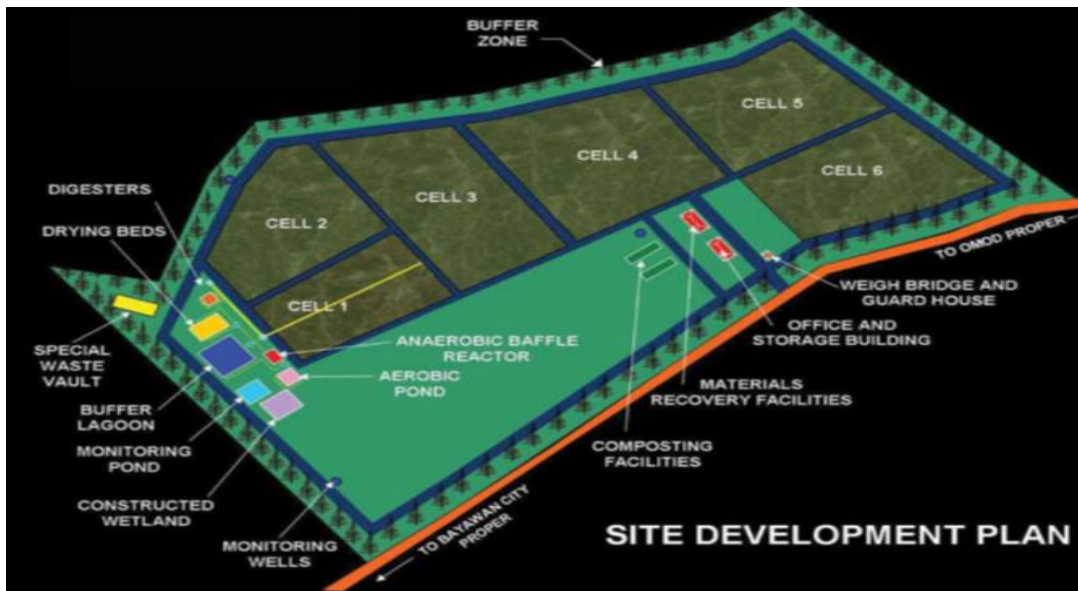 BUFFER
ZONE
CELL 5
CELL 4
CELL 6
CELL 3
DIGESTERS
CELL 2
DRYING BEDS
TO OMOD PROPER
CELL 1
WEIGH BRIDGE AND
GUARD HOUSE
OFFICE AND
STORAGE BUILDING
ANAEROBIC BAFFLE
REACTOR
SPECIAL
WASTE
VAULT
AEROBIC
POND
MATERIALS
RECOVERY FACILITIES
BUFFER
LAGOON
COMPOSTING
FACILITIES
MONITORING
POND
CONSTRUCTED
WETLAND
TO BAYAWAN CITY
PROPER
MONITORING
WELLS
SITE DEVELOPMENT PLAN